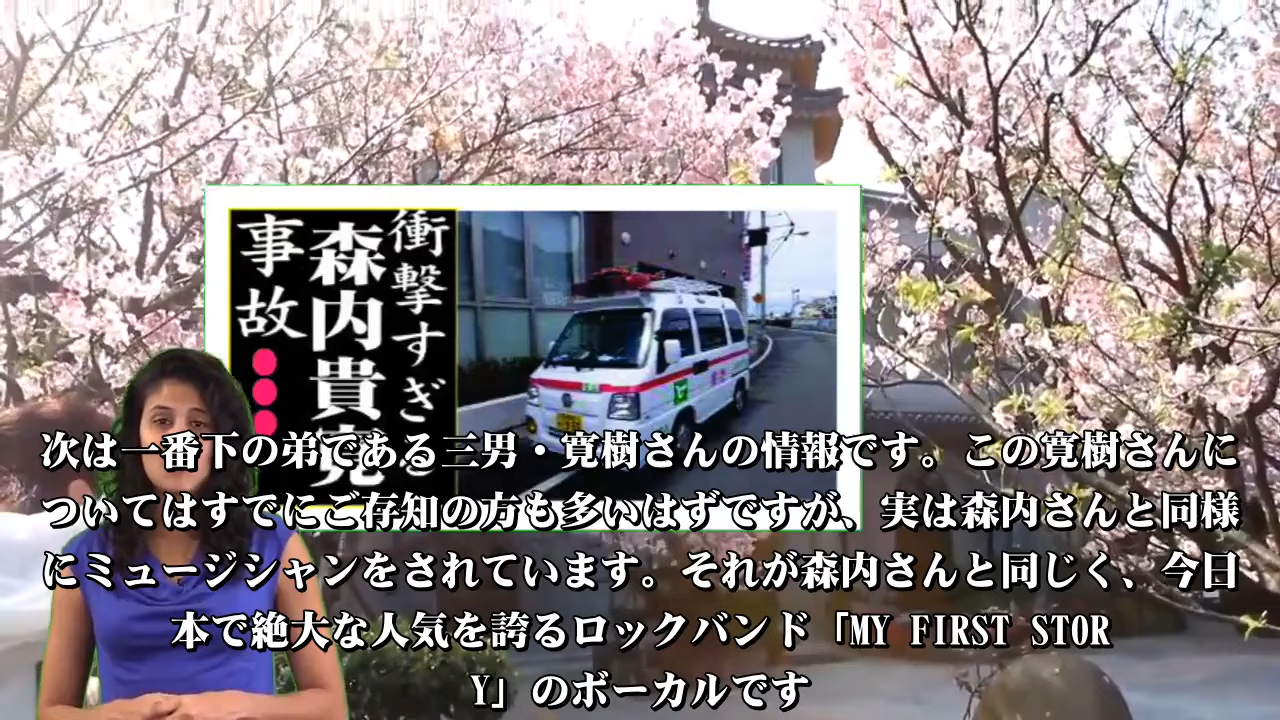 衝撃すぎる
森内貴寛
事故
次は一番下の弟である三男・寛樹さんの情報です。この寛樹さんに
ついてはすでにご存知の方も多いはずですが、実は森内さんと同様
にミュージシャンをされています。それが森内さんと同じく、今日
本で絶大な人気を誇るロックバンド「MY FIRST STOR
Y」のボーカルです